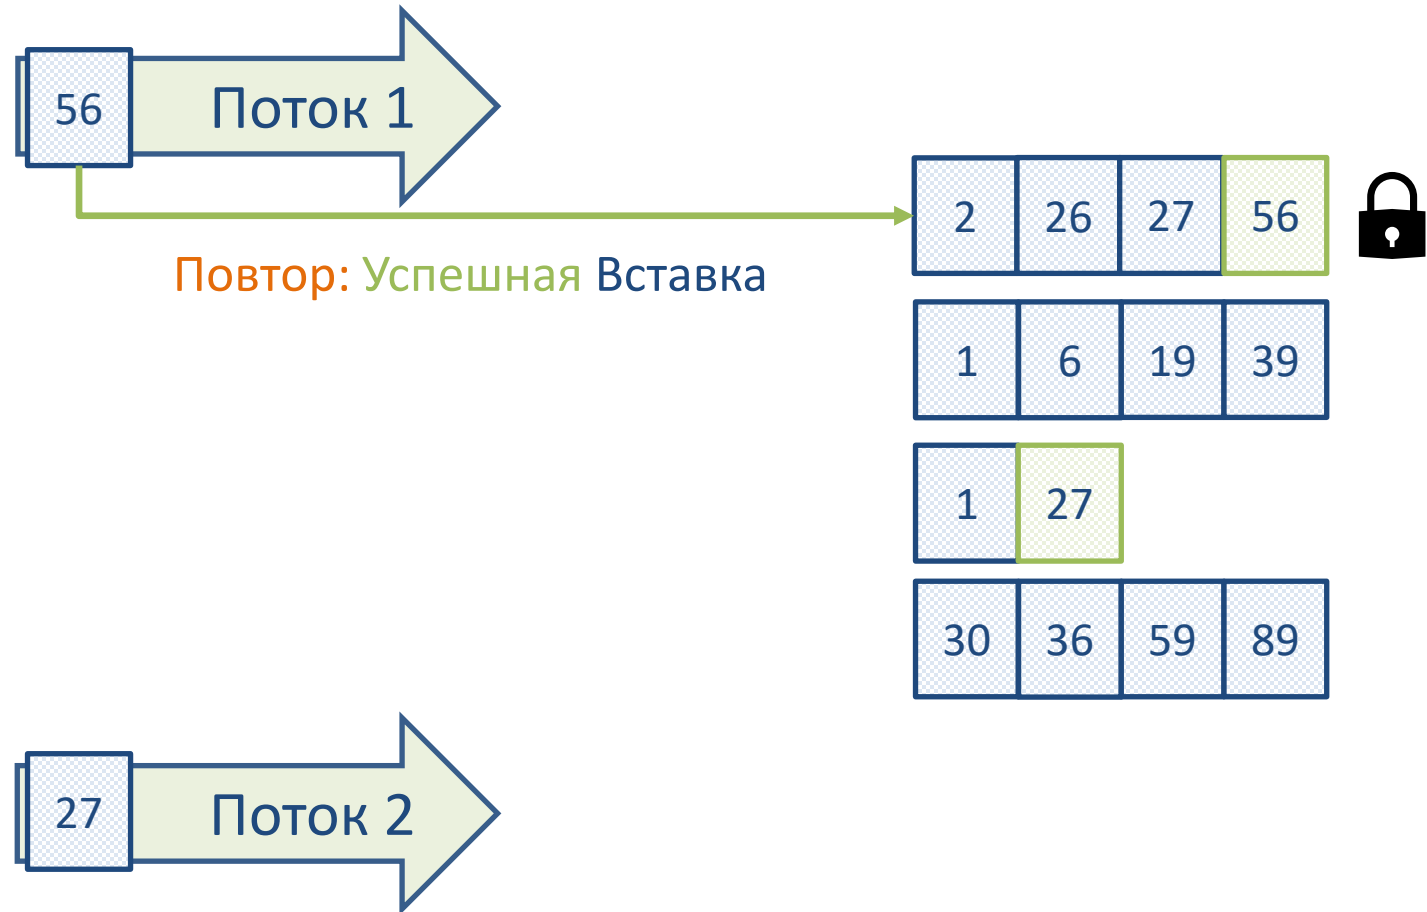 56 Поток 1
2 26 27 56
Повтор: Успешная Вставка
1 6 19 39
1 27
30 36 59 89
27 Поток 2